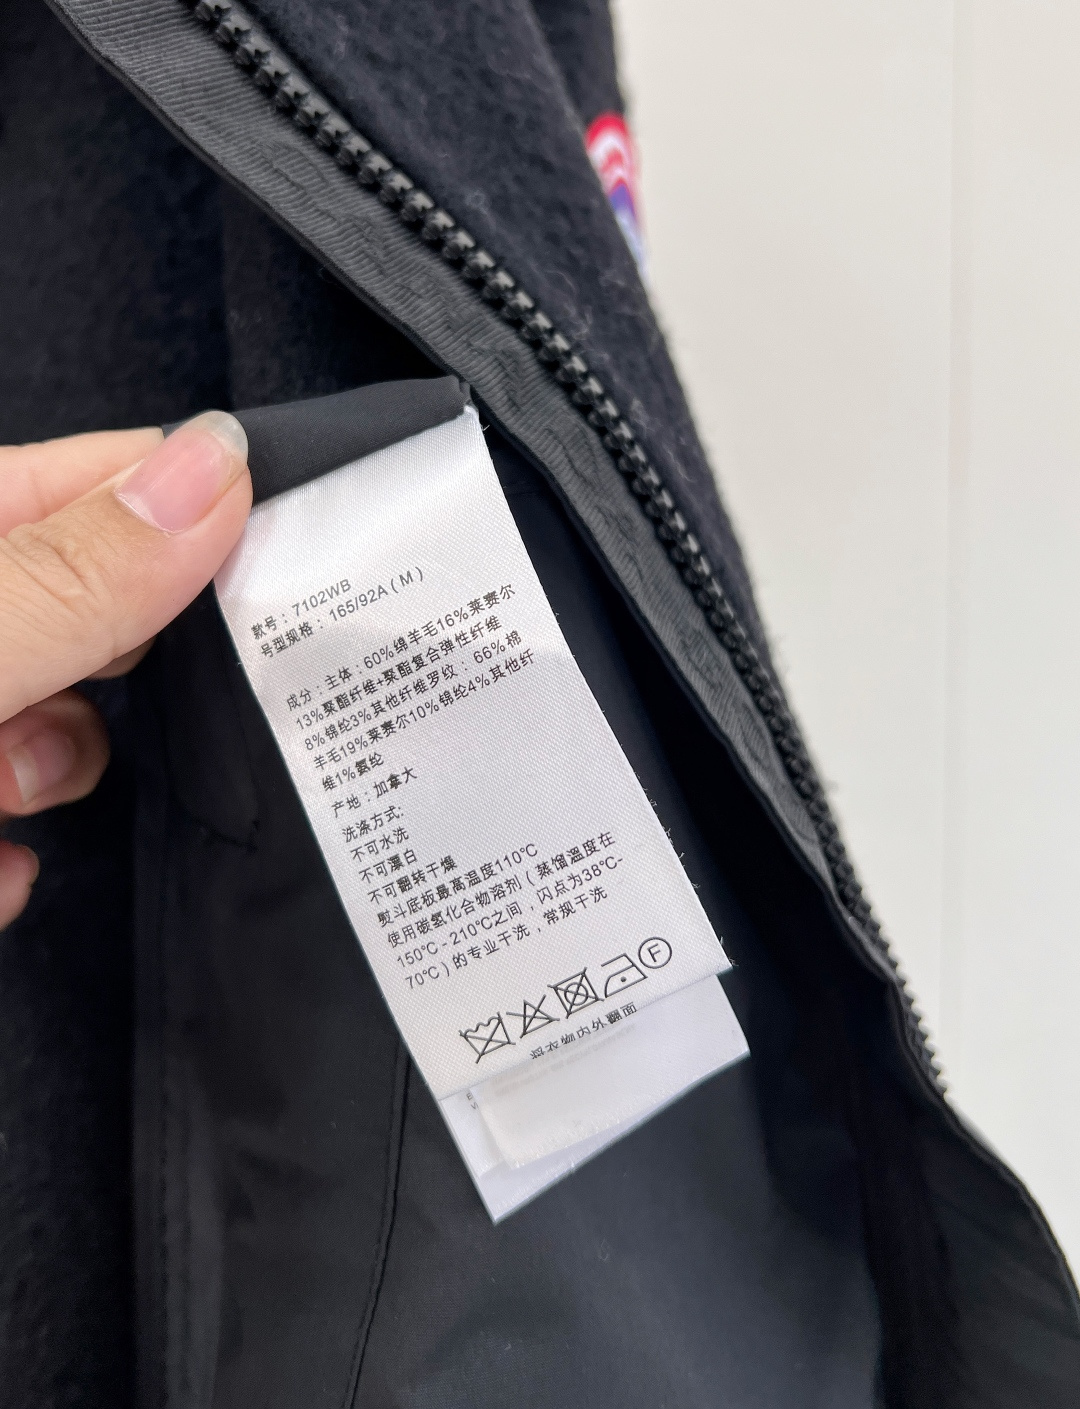 款号：7102WB
号型规格：165/92A ( M )
成分：主体：60%绵羊毛16%莱赛尔
13%聚酯纤维+聚酯复合弹性纤维
8%锦纶3%其他纤维罗纹：66%棉
羊毛19%莱赛尔10%锦纶4%其他纤
维1%氨纶
产地：加拿大
洗涤方式:
不可水洗
不可漂白
不可翻转干燥
熨斗底板最高温度110℃
使用碳氢化合物溶剂（蒸馏温度在
150℃-210℃之间，闪点为38℃-
70℃）的专业干洗，常规干洗
F
将衣物内外翻面